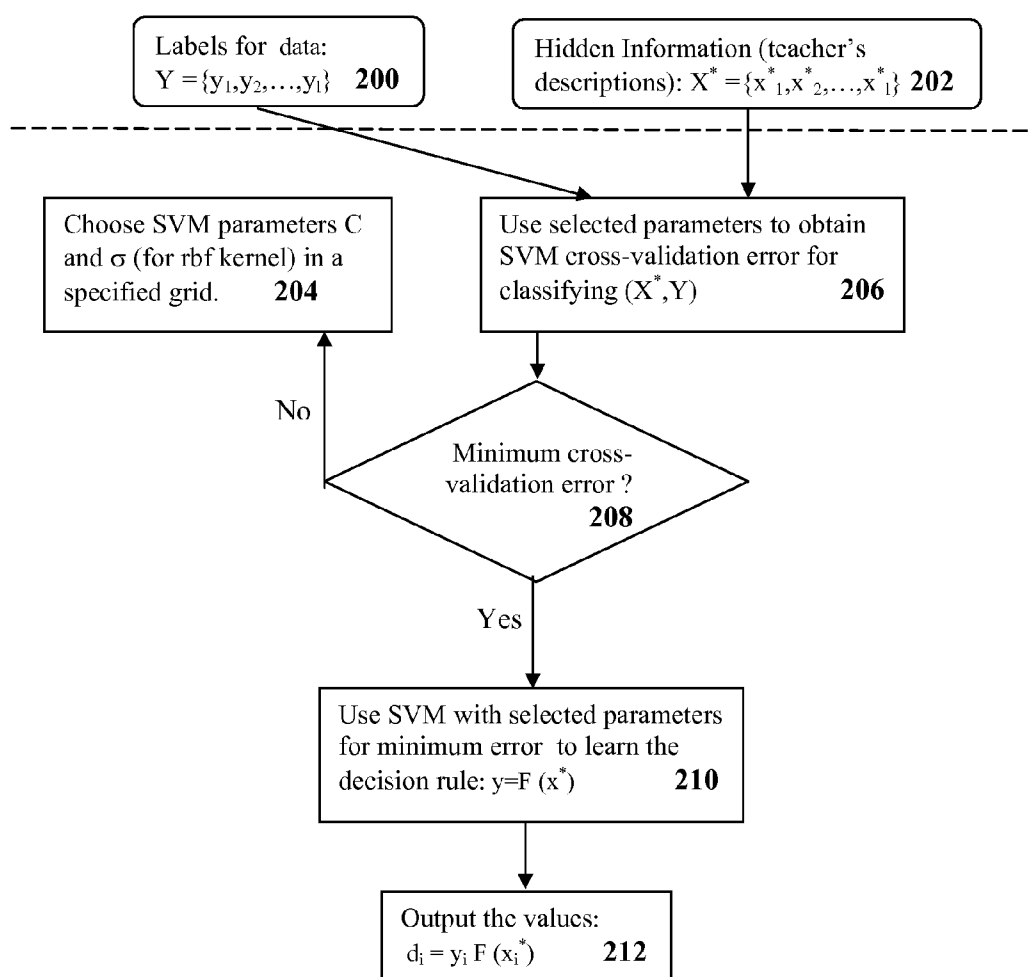 Labels for data:
Y = {y₁,y₂,…,yₗ} 200
Hidden Information (teacher's
descriptions): X* = {x*₁,x*₂,…,x*ₗ} 202
Choose SVM parameters C
and σ (for rbf kernel) in a
specified grid. 204
Use selected parameters to obtain
SVM cross-validation error for
classifying (X*,Y) 206
No
Minimum cross-
validation error ?
208
Yes
Use SVM with selected parameters
for minimum error to learn the
decision rule: y=F (x*) 210
Output the values:
dᵢ = yᵢ F (xᵢ*) 212